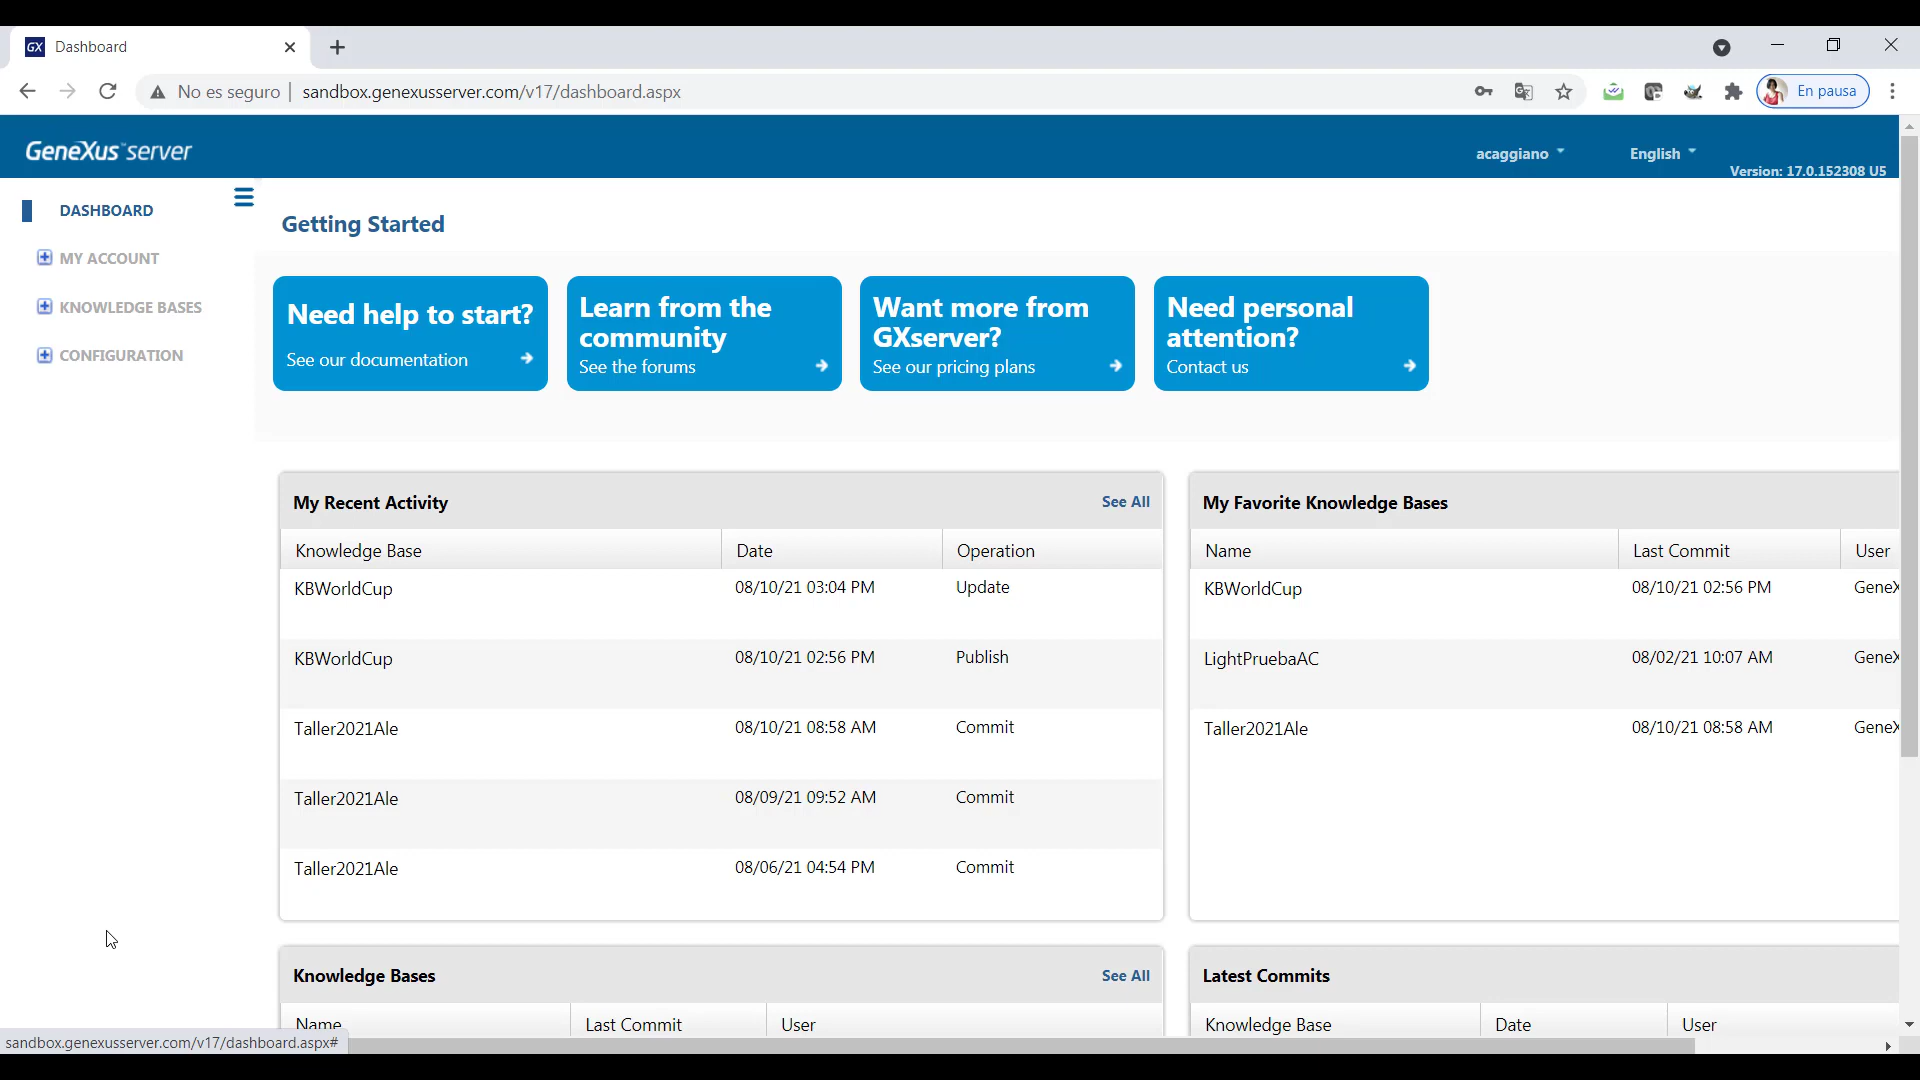 GX Dashboard
No es seguro | sandbox.genexusserver.com/v17/dashboard.aspx
En pausa
GeneXus™ server
acaggiano
English
Version: 17.0.152308 U5
DASHBOARD
MY ACCOUNT
KNOWLEDGE BASES
CONFIGURATION
Getting Started
Need help to start?
See our documentation
Learn from the
community
See the forums
Want more from
GXserver?
See our pricing plans
Need personal
attention?
Contact us
My Recent Activity See All
Knowledge Base Date Operation
KBWorldCup 08/10/21 03:04 PM Update
KBWorldCup 08/10/21 02:56 PM Publish
Taller2021Ale 08/10/21 08:58 AM Commit
Taller2021Ale 08/09/21 09:52 AM Commit
Taller2021Ale 08/06/21 04:54 PM Commit
My Favorite Knowledge Bases
Name Last Commit User
KBWorldCup 08/10/21 02:56 PM GeneX
LightPruebaAC 08/02/21 10:07 AM GeneX
Taller2021Ale 08/10/21 08:58 AM GeneX
Knowledge Bases See All
Name Last Commit User
Latest Commits
Knowledge Base Date User
sandbox.genexusserver.com/v17/dashboard.aspx#